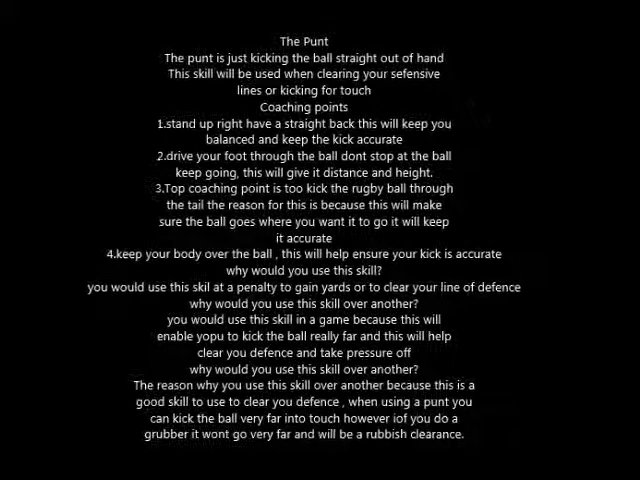 The Punt
The punt is just kicking the ball straight out of hand
This skill will be used when clearing your sefensive
lines or kicking for touch
Coaching points
1.stand up right have a straight back this will keep you
balanced and keep the kick accurate
2.drive your foot through the ball dont stop at the ball
keep going, this will give it distance and height.
3.Top coaching point is too kick the rugby ball through
the tail the reason for this is because this will make
sure the ball goes where you want it to go it will keep
it accurate
4.keep your body over the ball , this will help ensure your kick is accurate
why would you use this skill?
you would use this skil at a penalty to gain yards or to clear your line of defence
why would you use this skill over another?
you would use this skill in a game because this will
enable yopu to kick the ball really far and this will help
clear you defence and take pressure off
why would you use this skill over another?
The reason why you use this skill over another because this is a
good skill to use to clear you defence , when using a punt you
can kick the ball very far into touch however iof you do a
grubber it wont go very far and will be a rubbish clearance.